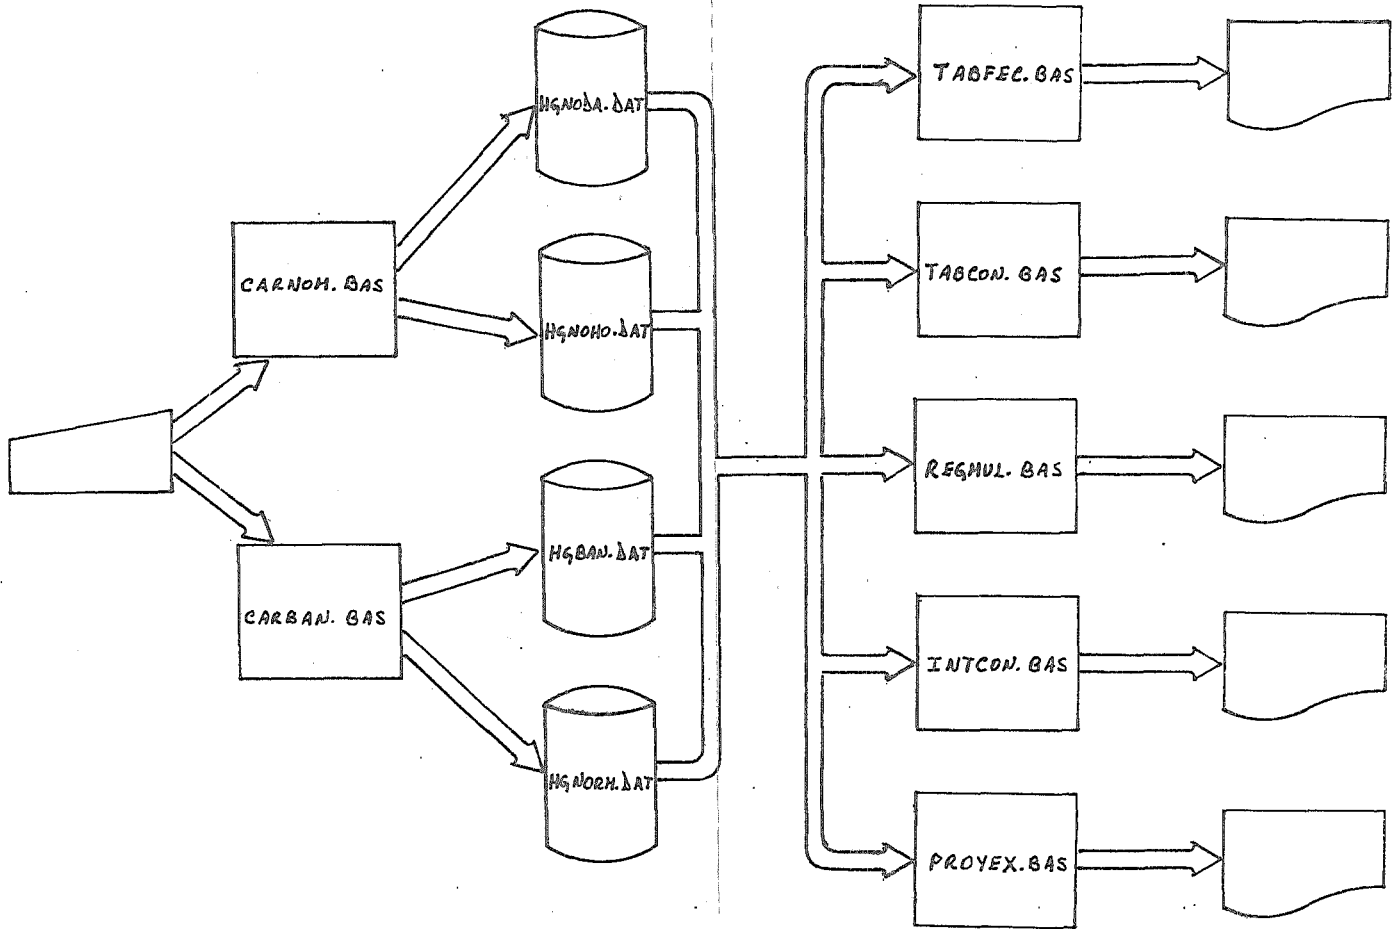 HGNODA.DAT
TABFEC.BAS
CARNOM.BAS
HGNOMO.DAT
TABCON.BAS
REGMUL.BAS
CARBAN.BAS
HGBAN.DAT
INTCON.BAS
HGNORM.DAT
PROYEX.BAS